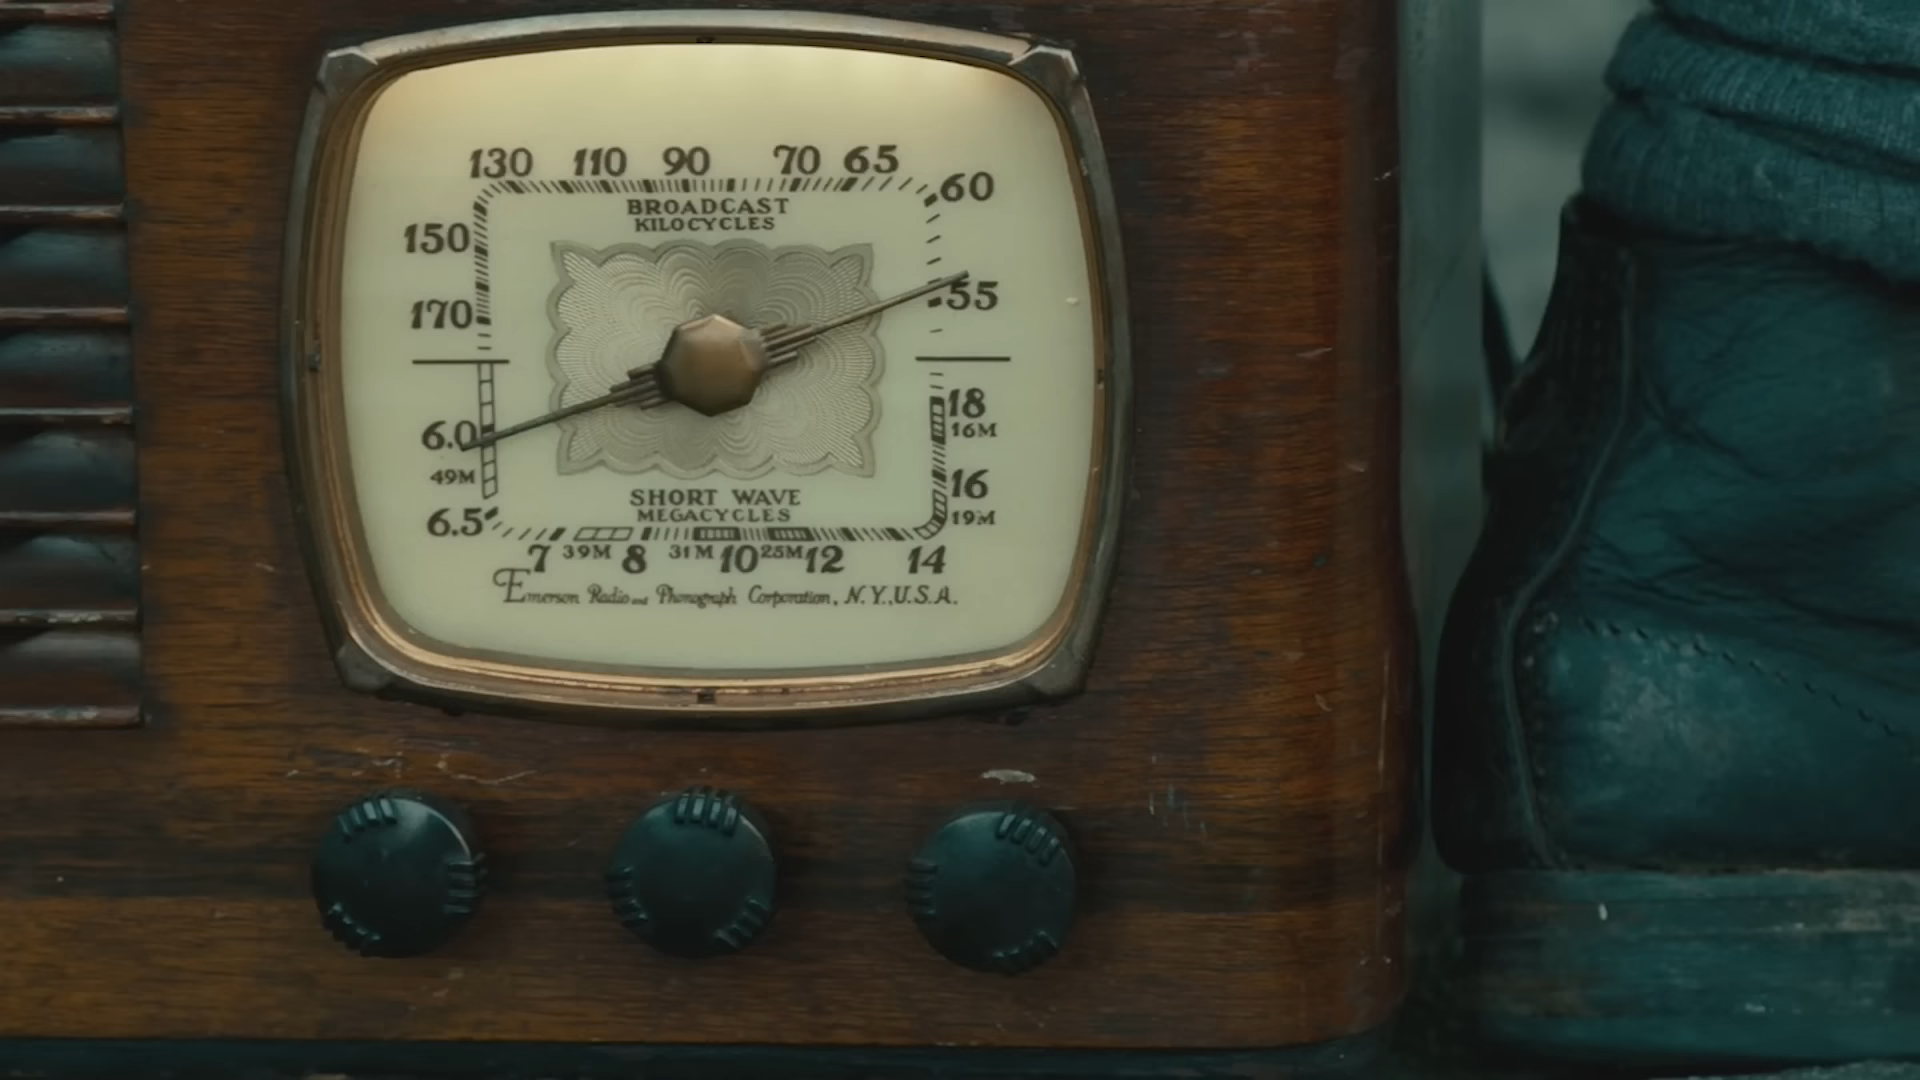 130 110 90 70 65
60
BROADCAST
KILOCYCLES
150
55
170
18
16M
6.0
49M
16
SHORT WAVE
MEGACYCLES
19M
6.5
7 39M 8 31M 10 25M 12 14
Emerson Radio and Phonograph Corporation, N.Y., U.S.A.